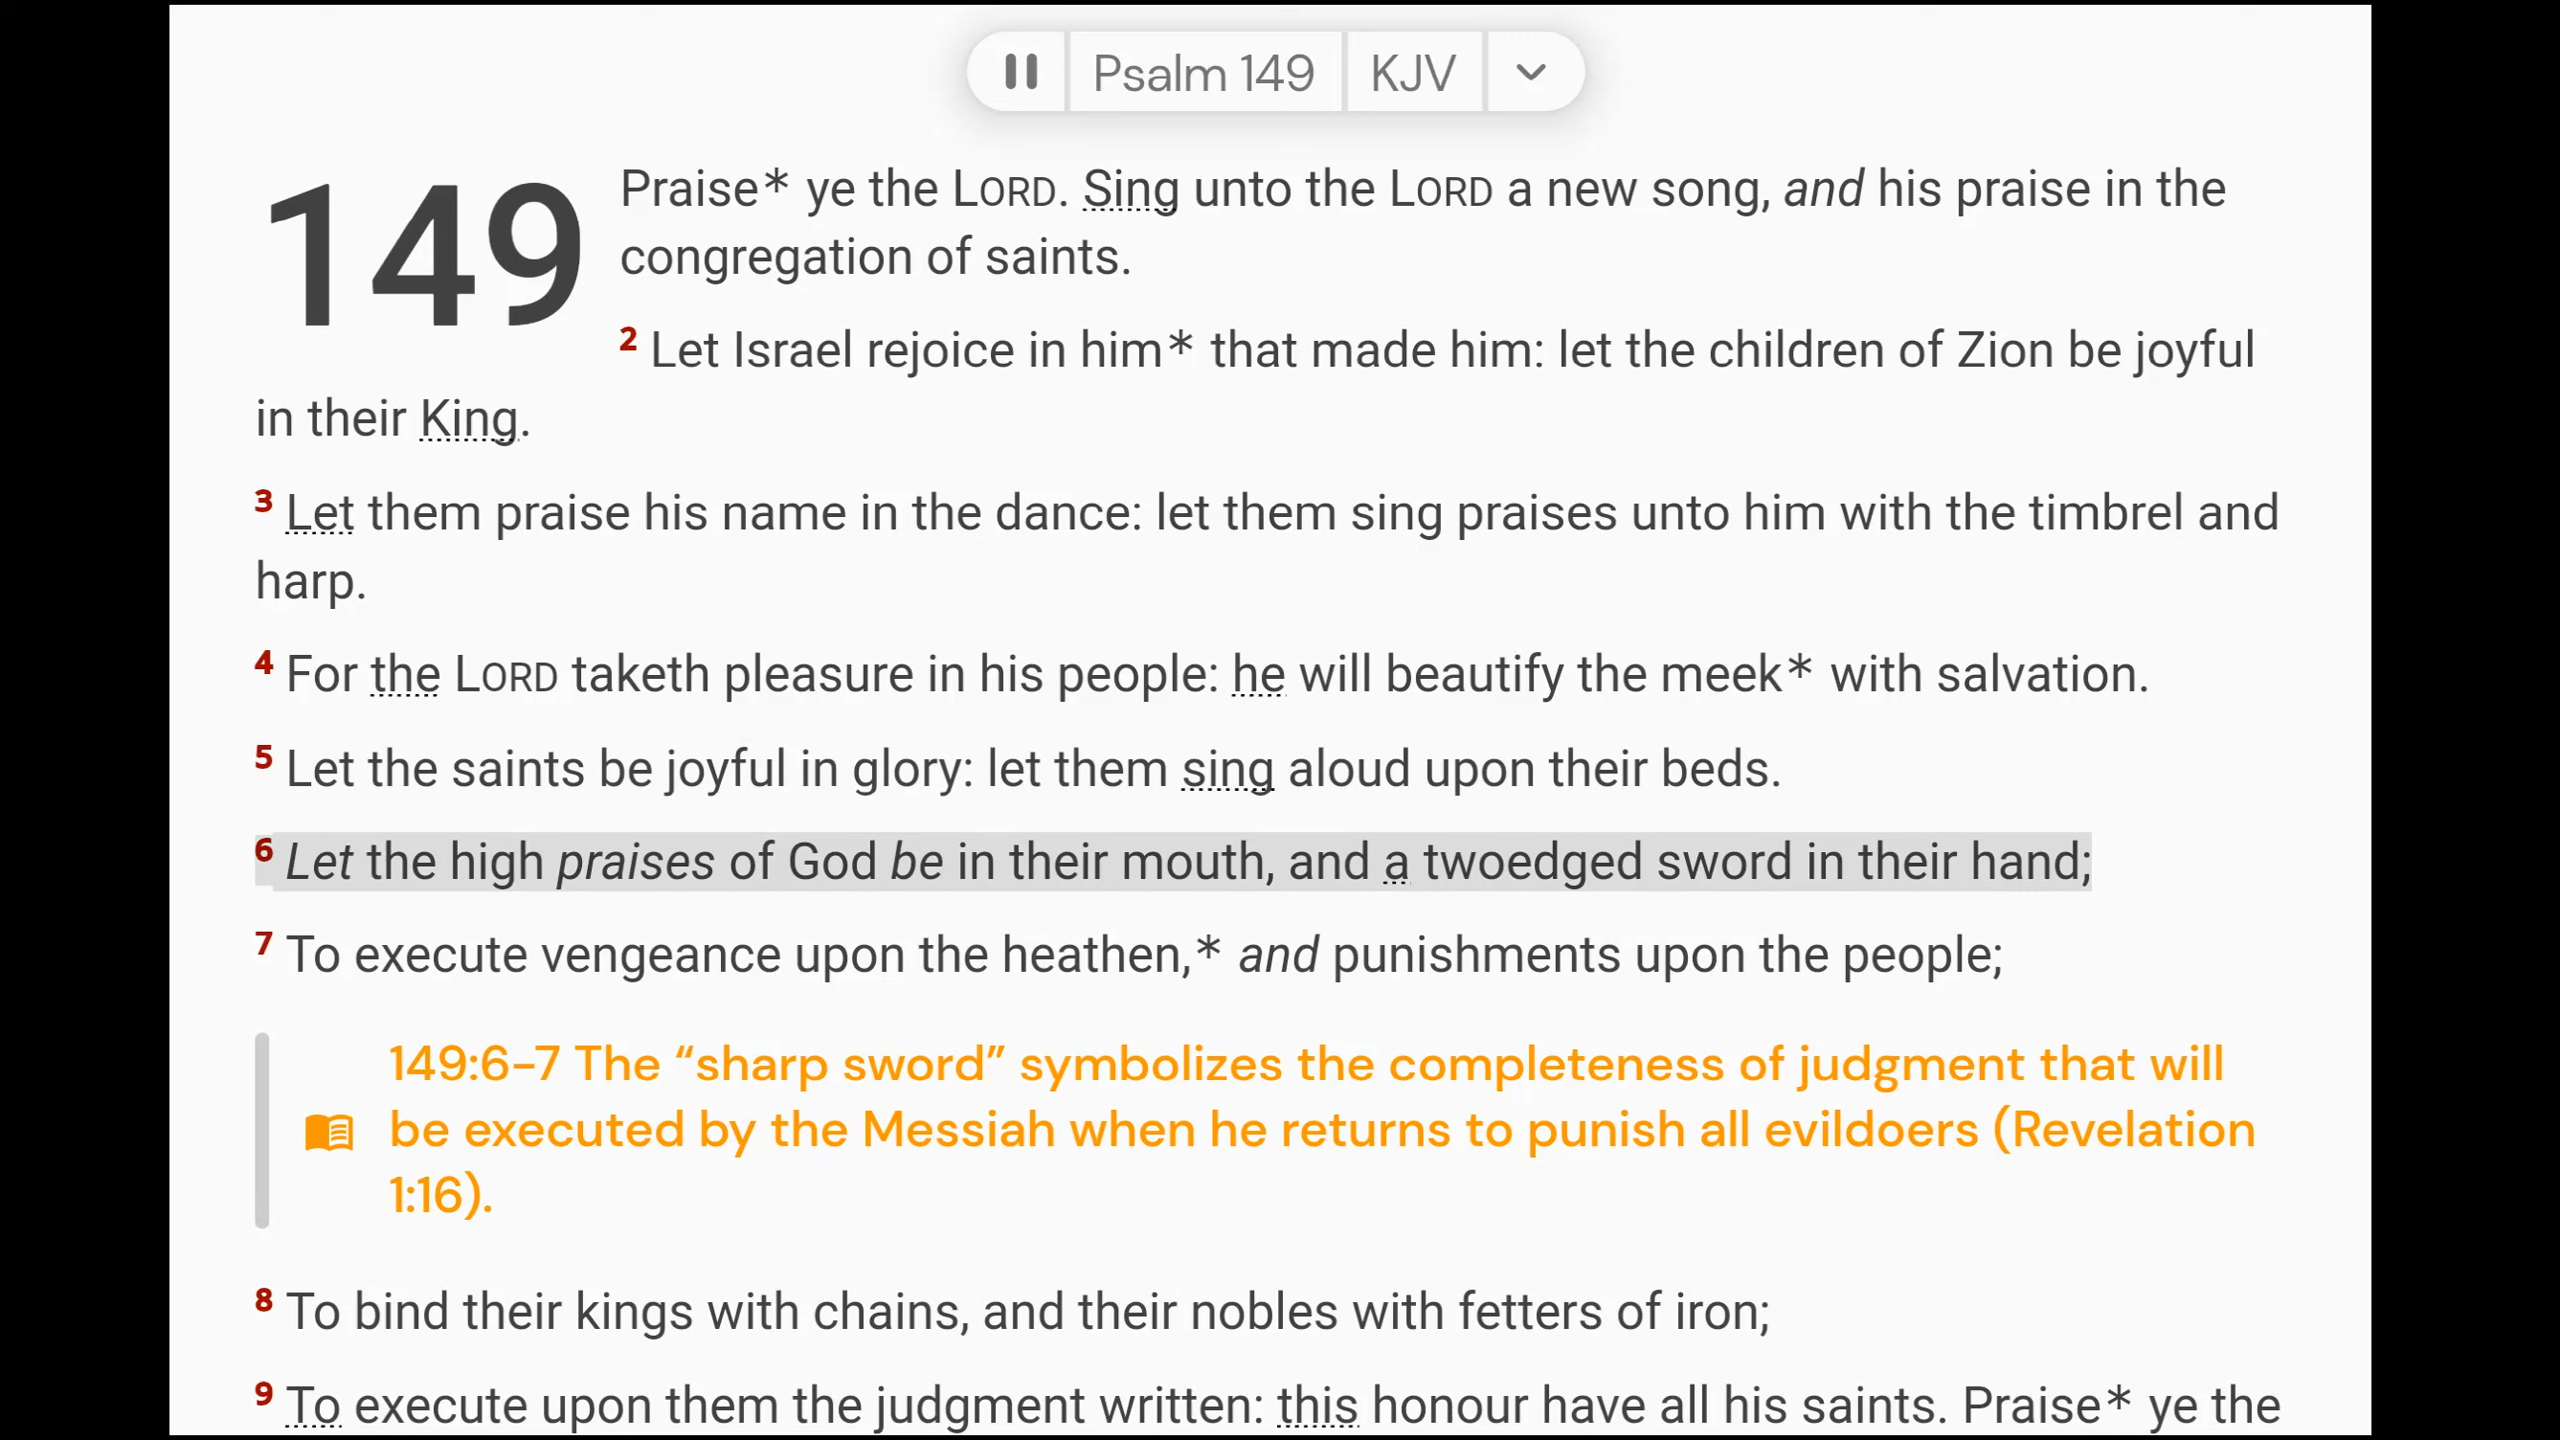 Psalm 149 KJV
149
Praise* ye the LORD. Sing unto the LORD a new song, and his praise in the
congregation of saints.
2 Let Israel rejoice in him* that made him: let the children of Zion be joyful
in their King.
3 Let them praise his name in the dance: let them sing praises unto him with the timbrel and
harp.
4 For the LORD taketh pleasure in his people: he will beautify the meek* with salvation.
5 Let the saints be joyful in glory: let them sing aloud upon their beds.
6 Let the high praises of God be in their mouth, and a twoedged sword in their hand;
7 To execute vengeance upon the heathen,* and punishments upon the people;
149:6–7 The “sharp sword” symbolizes the completeness of judgment that will
be executed by the Messiah when he returns to punish all evildoers (Revelation
1:16).
8 To bind their kings with chains, and their nobles with fetters of iron;
9 To execute upon them the judgment written: this honour have all his saints. Praise* ye the